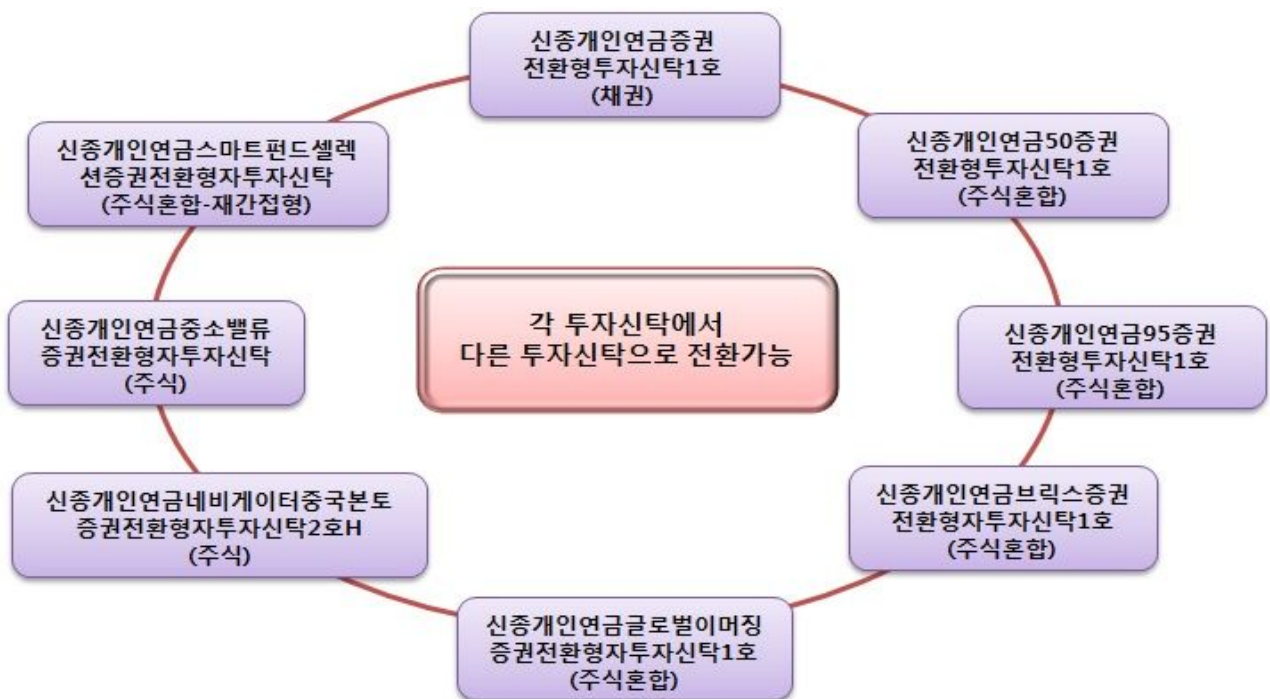 신종개인연금증권
전환형투자신탁1호
(채권)
신종개인연금스마트펀드셀렉
션증권전환형자투자신탁
(주식혼합-재간접형)
신종개인연금50증권
전환형투자신탁1호
(주식혼합)
각 투자신탁에서
다른 투자신탁으로 전환가능
신종개인연금중소밸류
증권전환형자투자신탁
(주식)
신종개인연금95증권
전환형투자신탁1호
(주식혼합)
신종개인연금네비게이터중국본토
증권전환형자투자신탁2호H
(주식)
신종개인연금브릭스증권
전환형자투자신탁1호
(주식혼합)
신종개인연금글로벌이머징
증권전환형자투자신탁1호
(주식혼합)